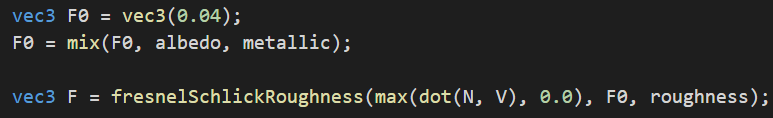 vec3 F0 = vec3(0.04);
F0 = mix(F0, albedo, metallic);
vec3 F = fresnelSchlickRoughness(max(dot(N, V), 0.0), F0, roughness);